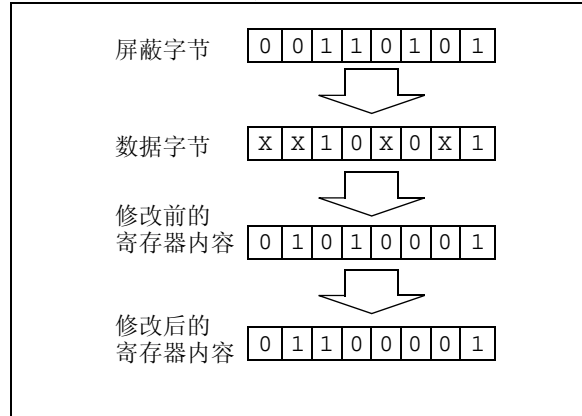 屏蔽字节 0 0 1 1 0 1 0 1
数据字节 X X 1 0 X 0 X 1
修改前的
寄存器内容 0 1 0 1 0 0 0 1
修改后的
寄存器内容 0 1 1 0 0 0 0 1